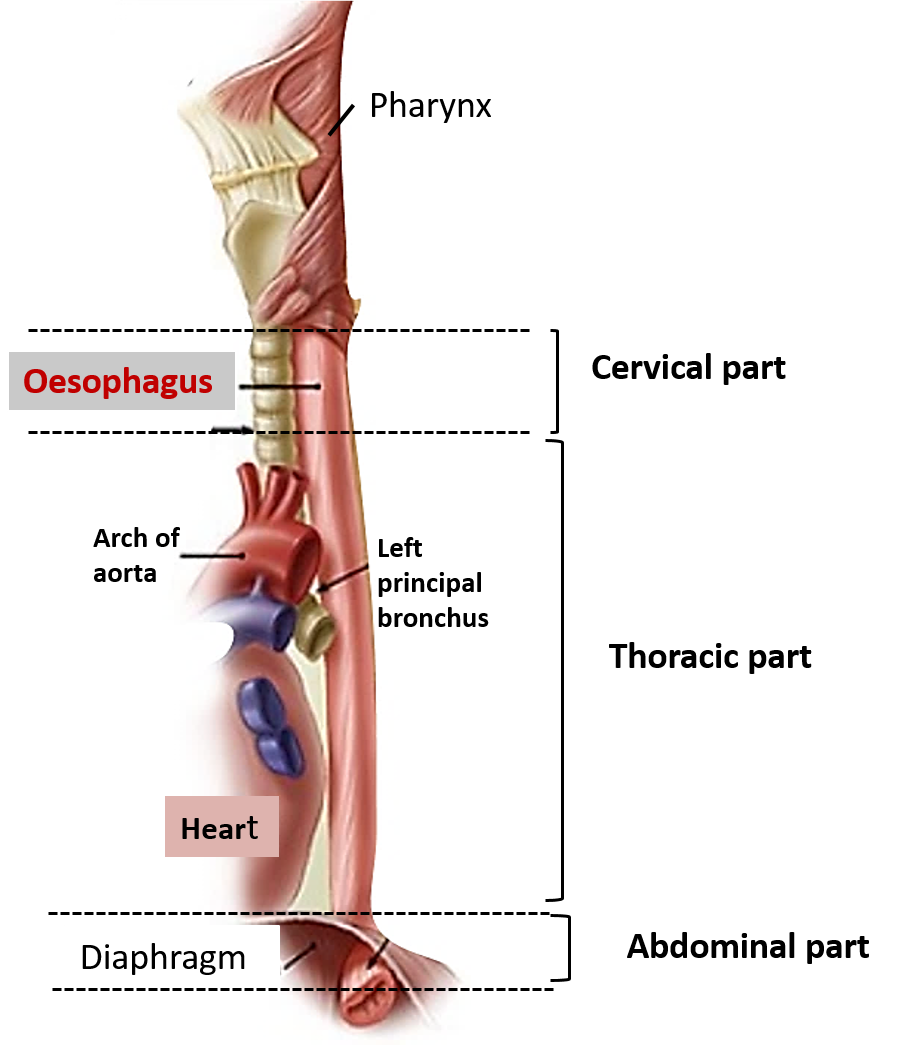 Pharynx
Oesophagus
Cervical part
Arch of
aorta
Left
principal
bronchus
Thoracic part
Heart
Diaphragm
Abdominal part